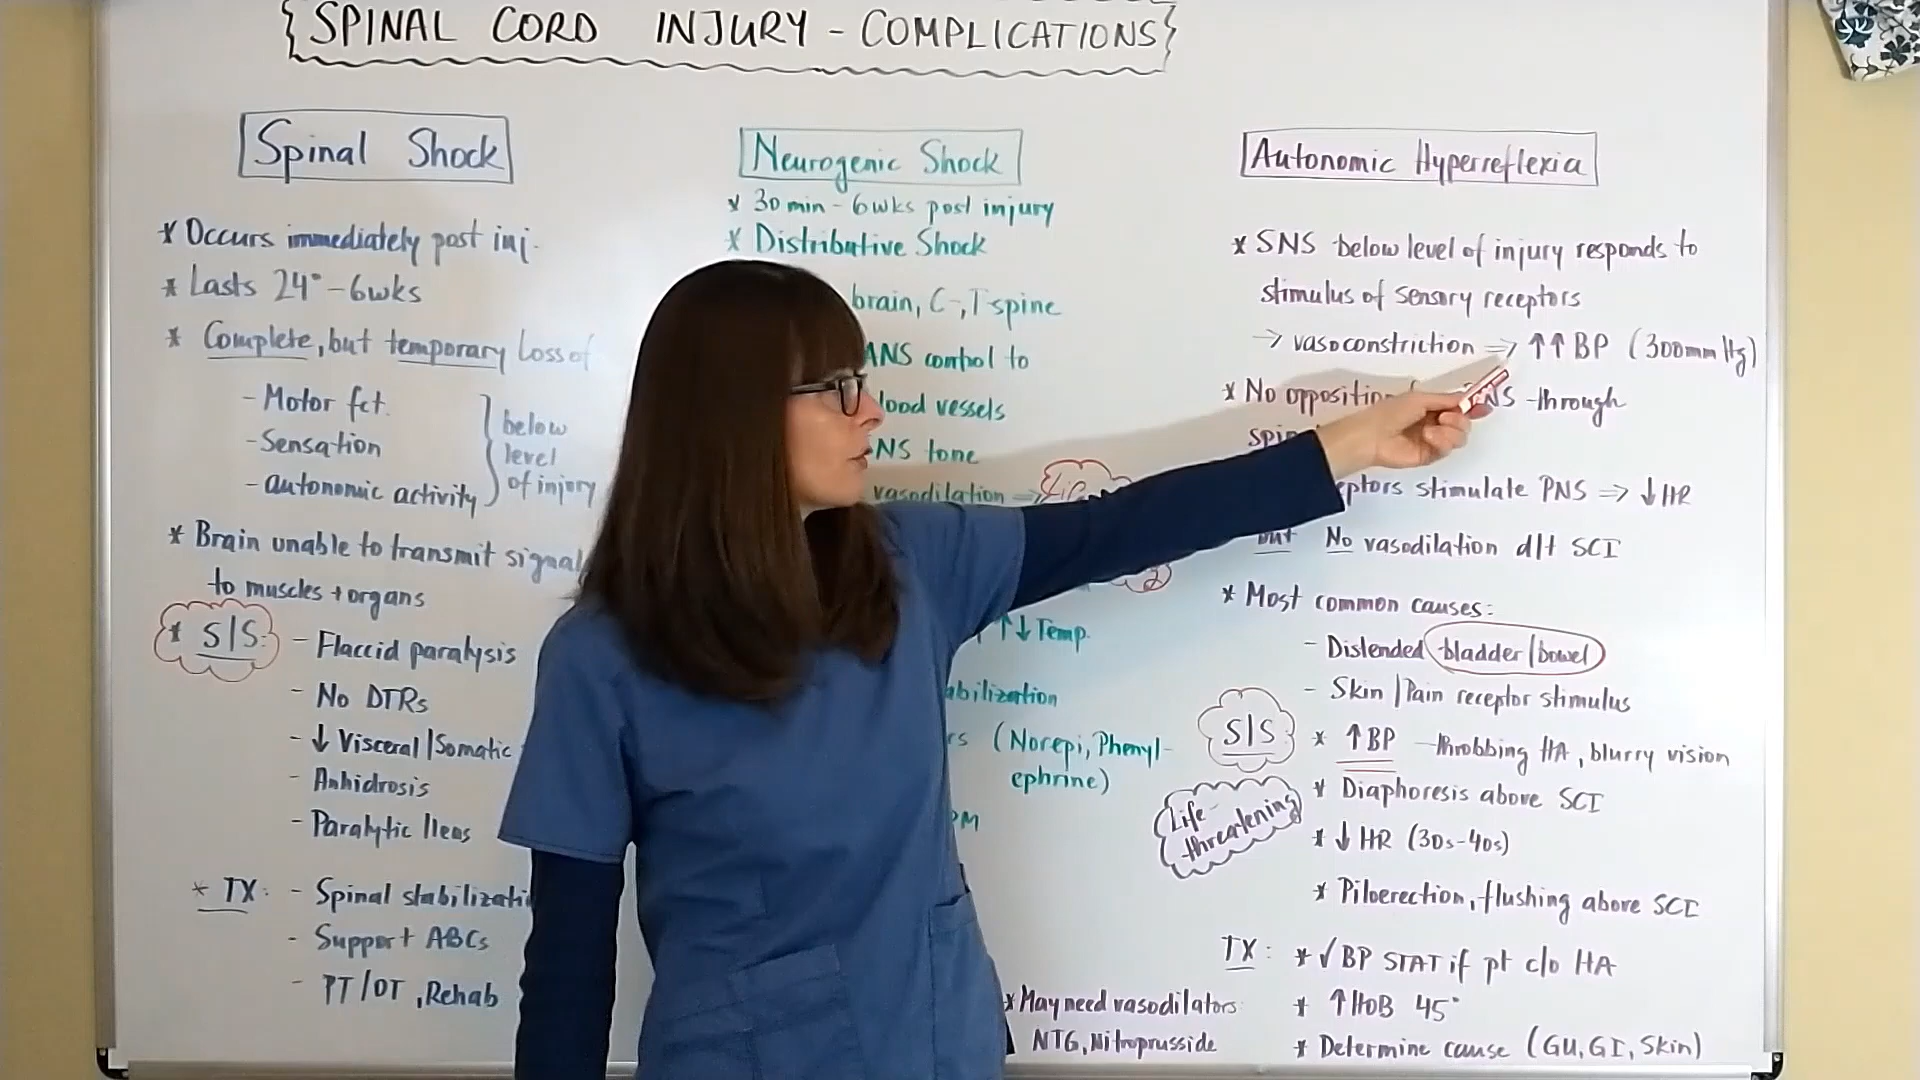 SPINAL CORD INJURY - COMPLICATIONS
Spinal Shock
* Occurs immediately post inj.
* Lasts 24° - 6wks
* Complete, but temporary Loss of
- Motor fct.
- Sensation
- autonomic activity
below
level
of injury
* Brain unable to transmit signal
to muscles + organs
* S/S:
- Flaccid paralysis
- No DTRs
- ↓ Visceral/Somatic
- Anhidrosis
- Paralytic Ileus
* TX: - Spinal
- Support ABCs
- PT/OT, Rehab
Neurogenic Shock
* 30 min - 6wks post injury
* Distributive Shock
brain, C-, T-spine
ANS control to
vessels
tone
vasodilation ⇒
↑↓ Temp.
(Norepi, Phenyl-
ephrine)
Autonomic Hyperreflexia
* SNS below level of injury responds to
stimulus of sensory receptors
→ vasoconstriction ⇒ ↑↑ BP (300mmHg)
* No PNS - through
stimulate PNS ⇒ ↓ HR
but No vasodilation d/t SCI
* Most common causes:
- Distended bladder/bowel
- Skin/Pain receptor stimulus
S/S * ↑BP - throbbing HA, blurry vision
* Diaphoresis above SCI
Life-
threatening
* ↓ HR (30s-40s)
* Piloerection, flushing above SCI
TX: * √ BP STAT if pt c/o HA
* ↑ HOB 45°
* Determine cause (GU, GI, Skin)
* May need vasodilators
NTG, Nitroprusside